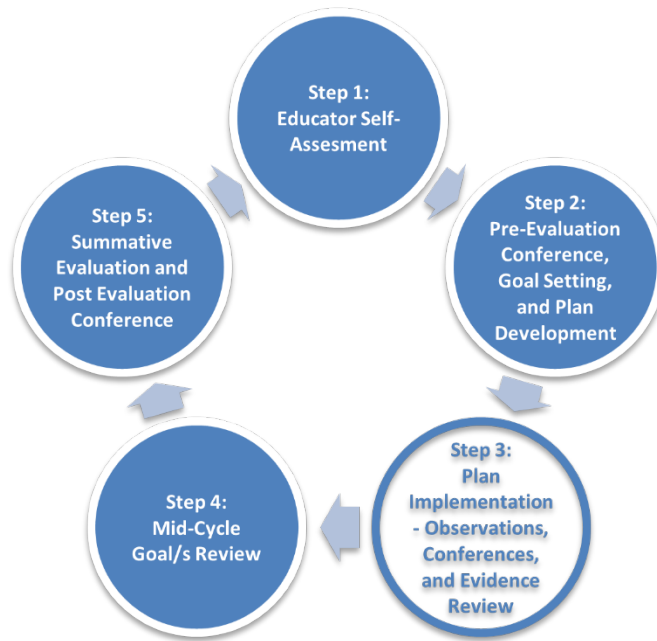 Step 1:
Educator Self-
Assesment
Step 2:
Pre-Evaluation
Conference,
Goal Setting,
and Plan
Development
Step 3:
Plan
Implementation
- Observations,
Conferences,
and Evidence
Review
Step 4:
Mid-Cycle
Goal/s Review
Step 5:
Summative
Evaluation and
Post Evaluation
Conference